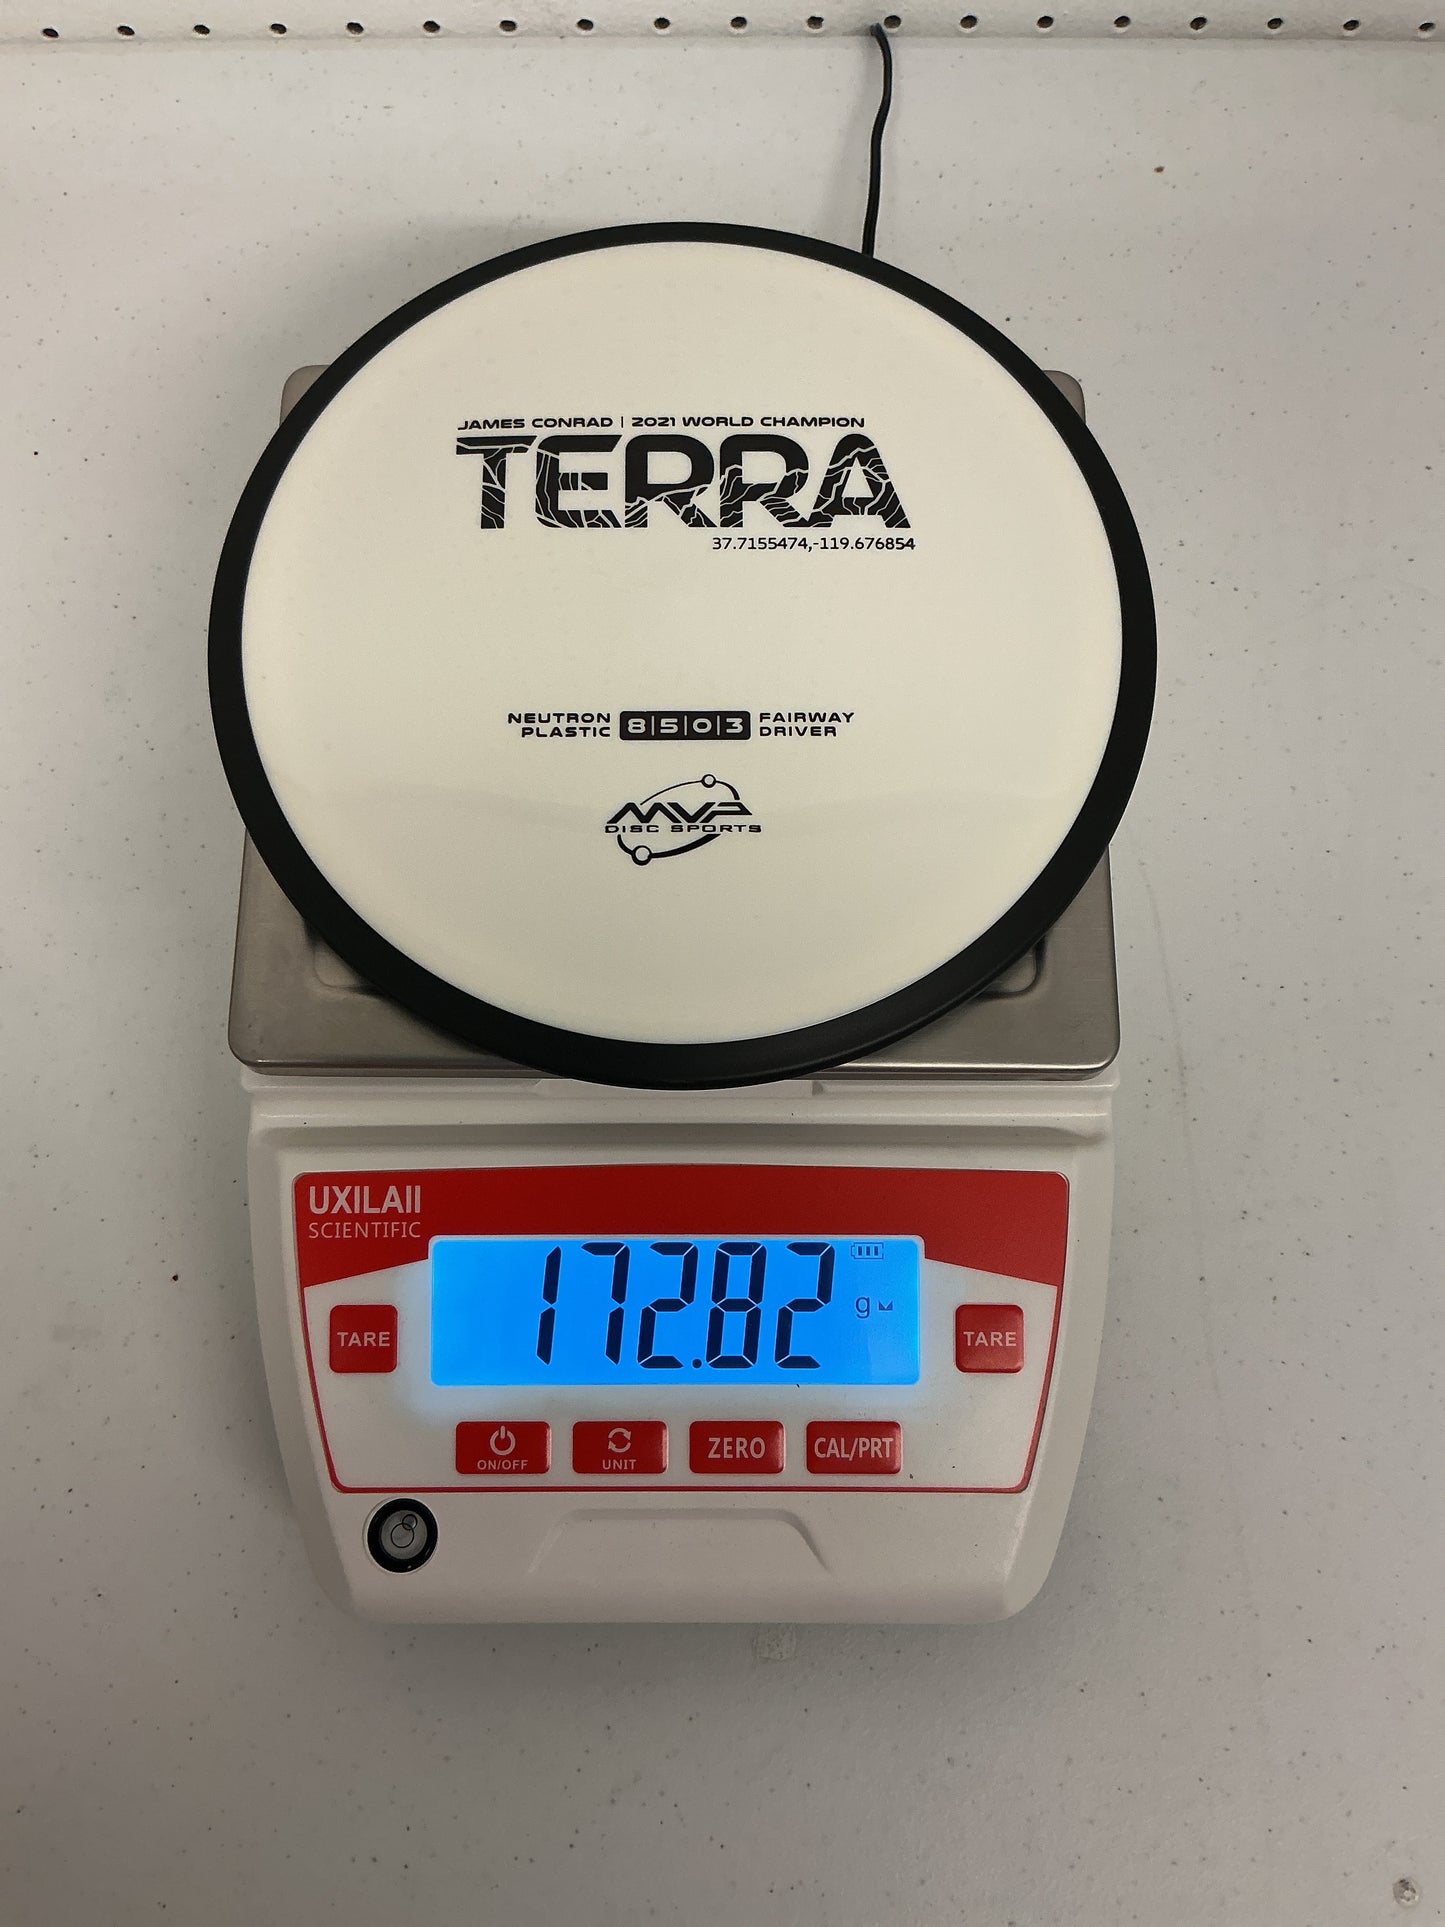 JAMES CONRAD | 2021 WORLD CHAMPION
TERRA
37.7155474,-119.676854
NEUTRON PLASTIC 8|5|0|3 FAIRWAY DRIVER
MVP
DISC SPORTS
UXILAII
SCIENTIFIC
172.82 g
TARE TARE
ON/OFF UNIT ZERO CAL/PRT